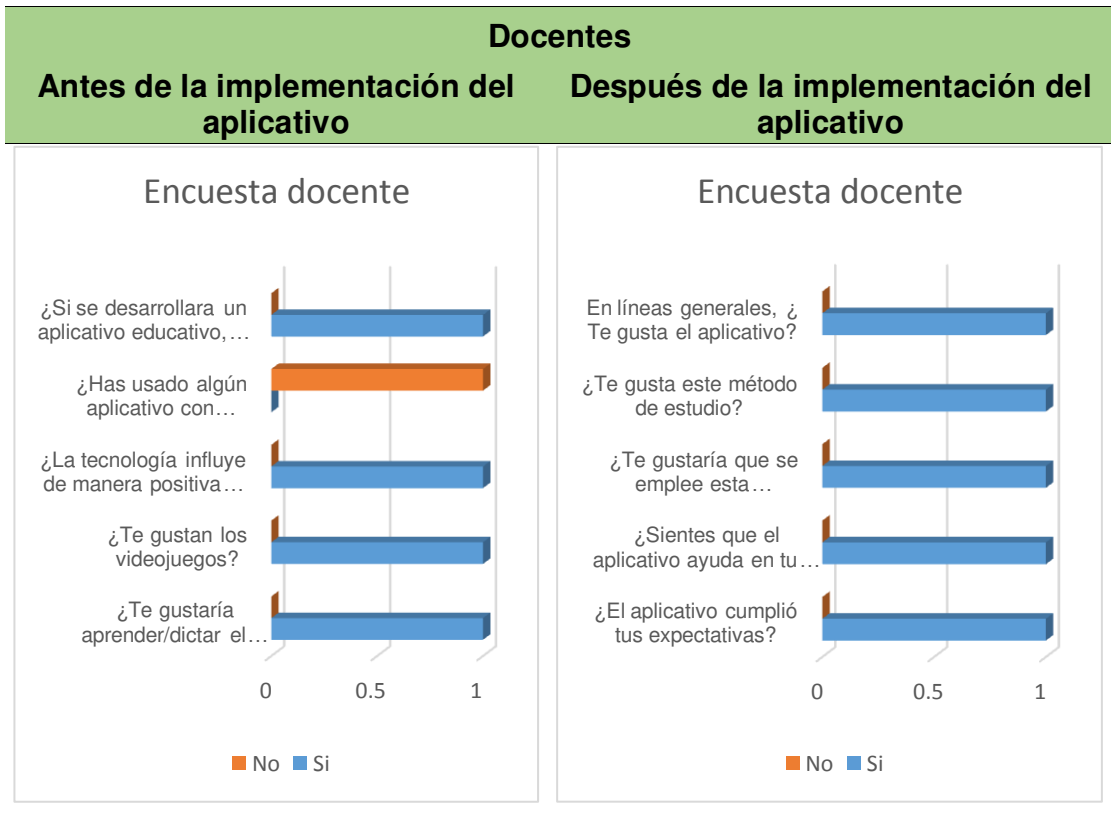 Docentes
Antes de la implementación del
aplicativo
Después de la implementación del
aplicativo
Encuesta docente
¿Si se desarrollara un
aplicativo educativo,…
¿Has usado algún
aplicativo con…
¿La tecnología influye
de manera positiva…
¿Te gustan los
videojuegos?
¿Te gustaría
aprender/dictar el…
0 0.5 1
No Si
Encuesta docente
En líneas generales, ¿
Te gusta el aplicativo?
¿Te gusta este método
de estudio?
¿Te gustaría que se
emplee esta…
¿Sientes que el
aplicativo ayuda en tu…
¿El aplicativo cumplió
tus expectativas?
0 0.5 1
No Si